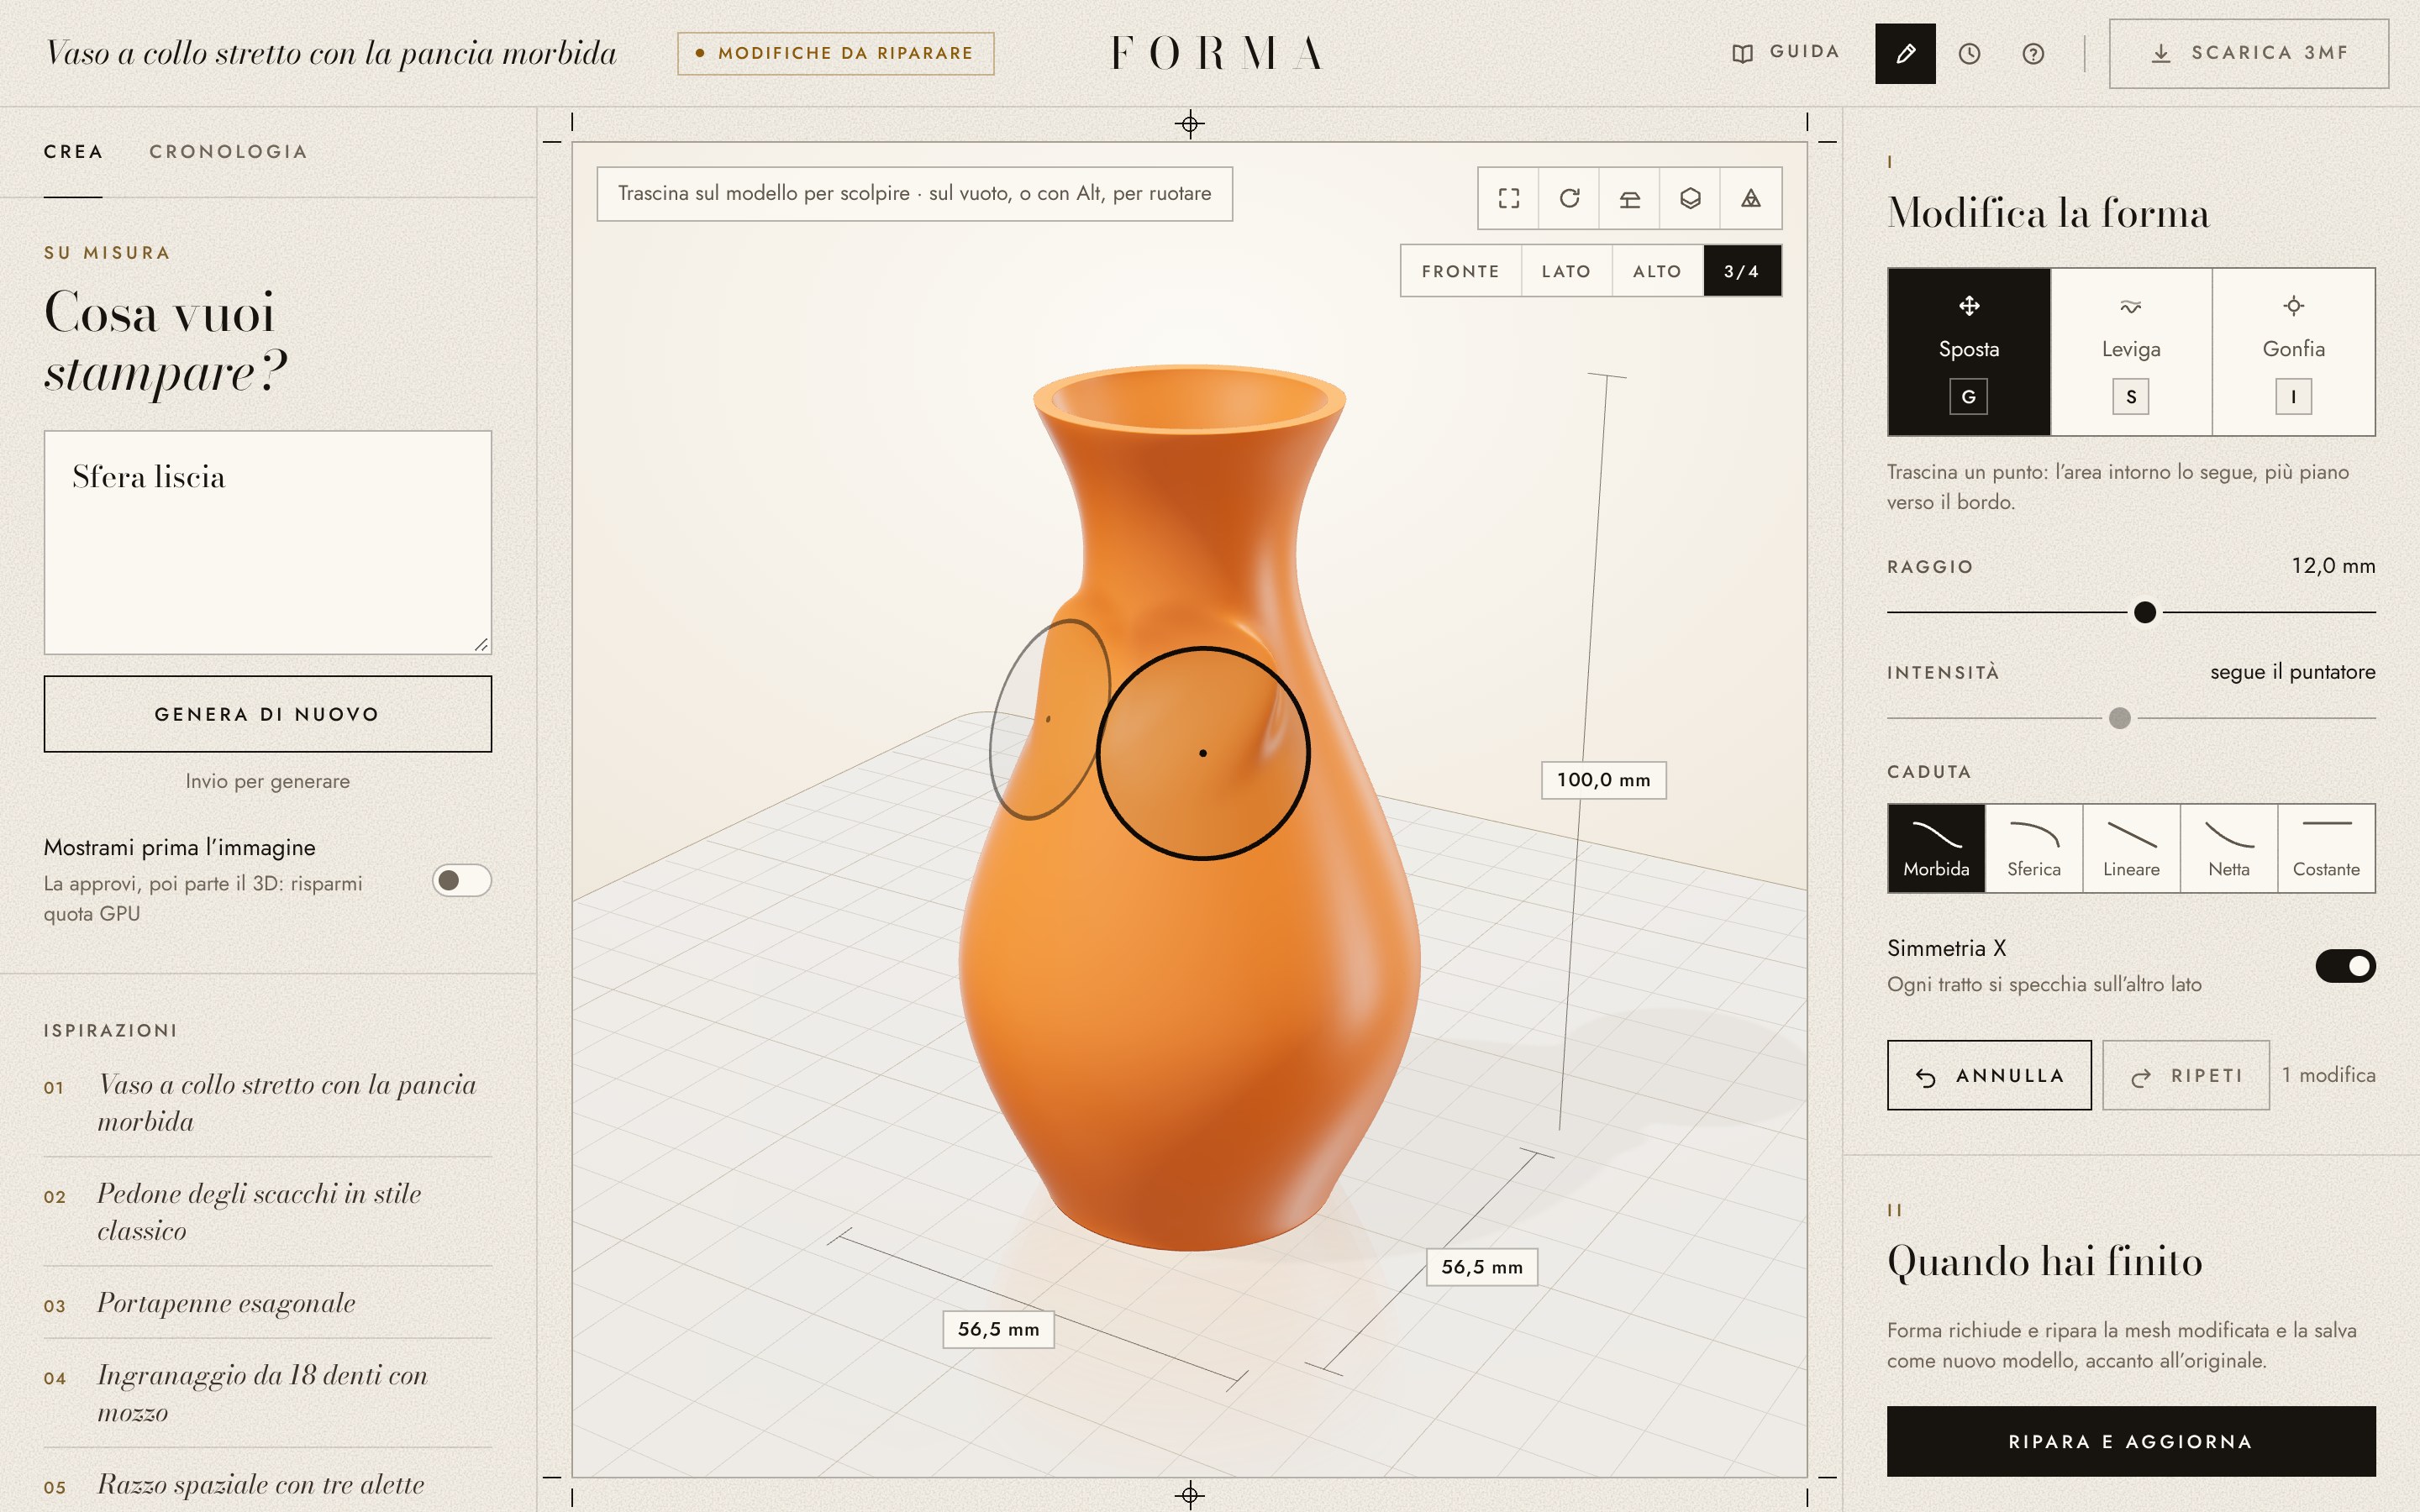 Vaso a collo stretto con la pancia morbida
MODIFICHE DA RIPARARE
FORMA
GUIDA
SCARICA 3MF
CREA
CRONOLOGIA
SU MISURA
Cosa vuoi
stampare?
Sfera liscia
GENERA DI NUOVO
Invio per generare
Mostrami prima l’immagine
La approvi, poi parte il 3D: risparmi
quota GPU
ISPIRAZIONI
01 Vaso a collo stretto con la pancia
morbida
02 Pedone degli scacchi in stile
classico
03 Portapenne esagonale
04 Ingranaggio da 18 denti con
mozzo
05 Razzo spaziale con tre alette
Trascina sul modello per scolpire · sul vuoto, o con Alt, per ruotare
FRONTE
LATO
ALTO
3/4
100,0 mm
56,5 mm
56,5 mm
I
Modifica la forma
Sposta
G
Leviga
S
Gonfia
I
Trascina un punto: l’area intorno lo segue, più piano
verso il bordo.
RAGGIO
12,0 mm
INTENSITÀ
segue il puntatore
CADUTA
Morbida
Sferica
Lineare
Netta
Costante
Simmetria X
Ogni tratto si specchia sull’altro lato
ANNULLA
RIPETI
1 modifica
II
Quando hai finito
Forma richiude e ripara la mesh modificata e la salva
come nuovo modello, accanto all’originale.
RIPARA E AGGIORNA